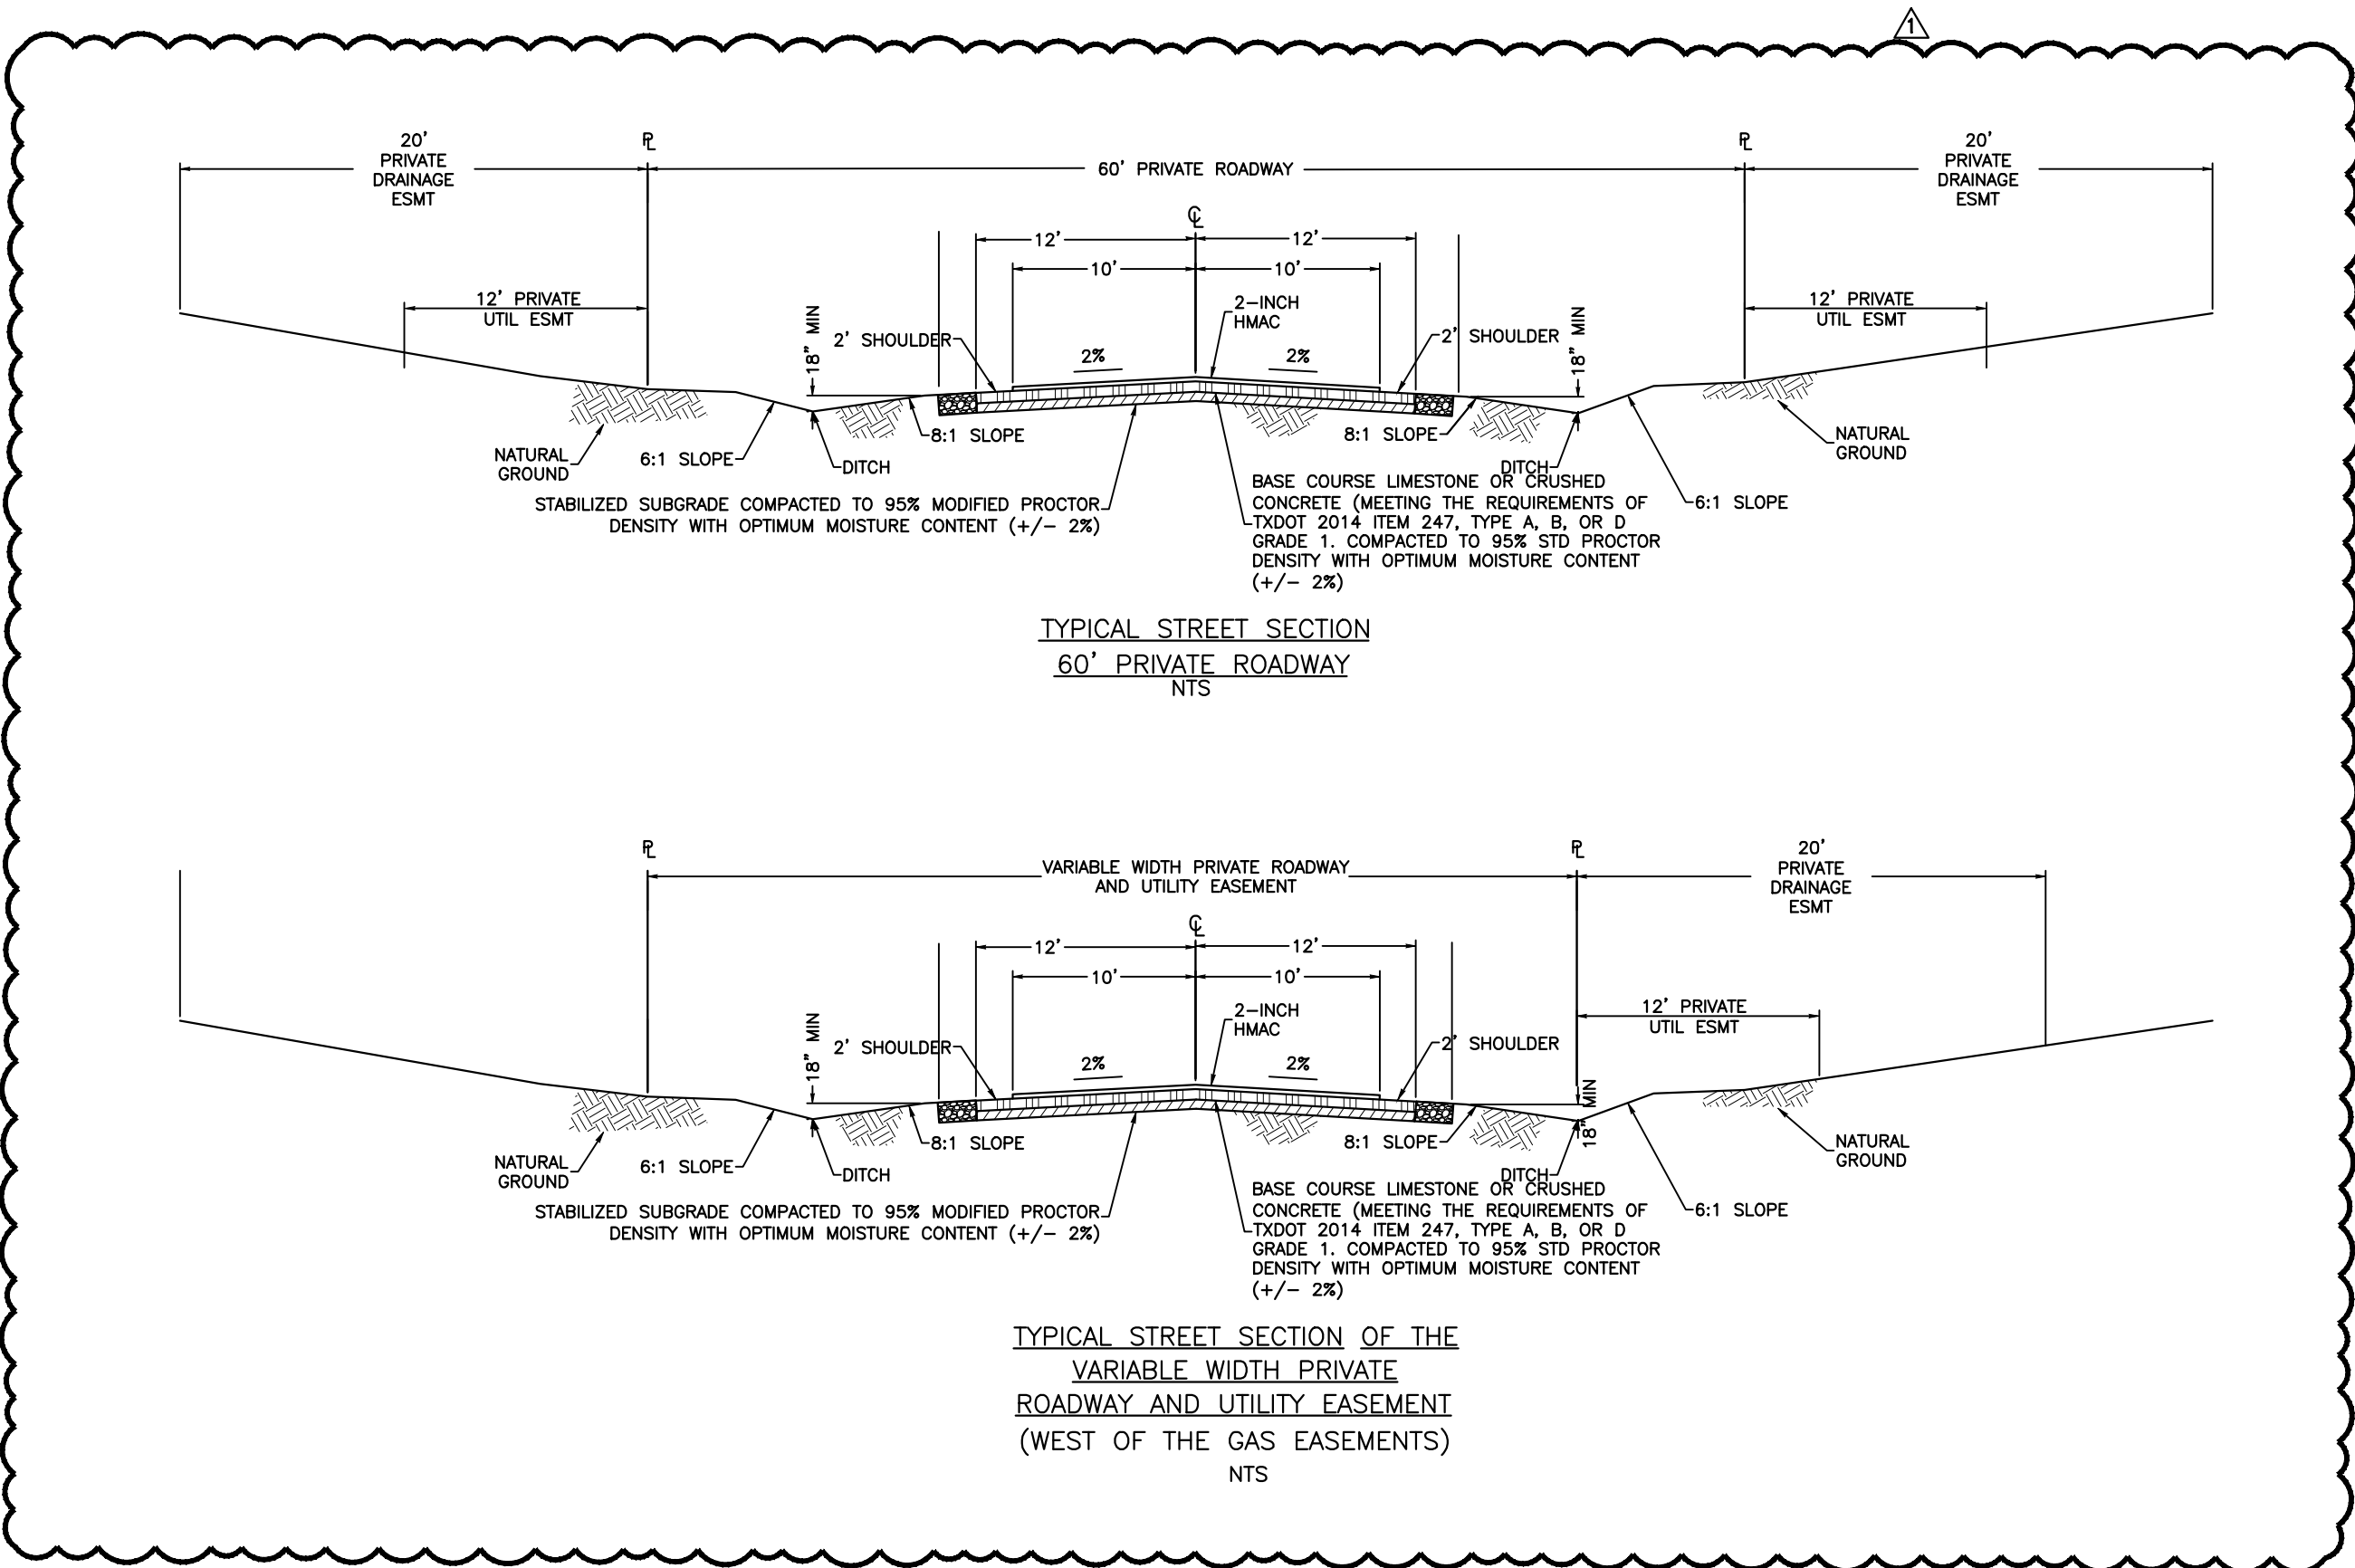 1
20'
PRIVATE
DRAINAGE
ESMT
PL
60' PRIVATE ROADWAY
PL
20'
PRIVATE
DRAINAGE
ESMT
CL
12'
12'
10'
10'
12' PRIVATE
UTIL ESMT
18" MIN
2' SHOULDER
2%
2-INCH
HMAC
2%
2' SHOULDER
18" MIN
12' PRIVATE
UTIL ESMT
NATURAL
GROUND
6:1 SLOPE
DITCH
8:1 SLOPE
8:1 SLOPE
DITCH
6:1 SLOPE
NATURAL
GROUND
STABILIZED SUBGRADE COMPACTED TO 95% MODIFIED PROCTOR
DENSITY WITH OPTIMUM MOISTURE CONTENT (+/- 2%)
BASE COURSE LIMESTONE OR CRUSHED
CONCRETE (MEETING THE REQUIREMENTS OF
TXDOT 2014 ITEM 247, TYPE A, B, OR D
GRADE 1. COMPACTED TO 95% STD PROCTOR
DENSITY WITH OPTIMUM MOISTURE CONTENT
(+/- 2%)
TYPICAL STREET SECTION
60' PRIVATE ROADWAY
NTS
PL
VARIABLE WIDTH PRIVATE ROADWAY
AND UTILITY EASEMENT
PL
20'
PRIVATE
DRAINAGE
ESMT
CL
12'
12'
10'
10'
18" MIN
2' SHOULDER
2%
2-INCH
HMAC
2%
2' SHOULDER
18" MIN
12' PRIVATE
UTIL ESMT
NATURAL
GROUND
6:1 SLOPE
DITCH
8:1 SLOPE
8:1 SLOPE
DITCH
6:1 SLOPE
NATURAL
GROUND
STABILIZED SUBGRADE COMPACTED TO 95% MODIFIED PROCTOR
DENSITY WITH OPTIMUM MOISTURE CONTENT (+/- 2%)
BASE COURSE LIMESTONE OR CRUSHED
CONCRETE (MEETING THE REQUIREMENTS OF
TXDOT 2014 ITEM 247, TYPE A, B, OR D
GRADE 1. COMPACTED TO 95% STD PROCTOR
DENSITY WITH OPTIMUM MOISTURE CONTENT
(+/- 2%)
TYPICAL STREET SECTION OF THE
VARIABLE WIDTH PRIVATE
ROADWAY AND UTILITY EASEMENT
(WEST OF THE GAS EASEMENTS)
NTS